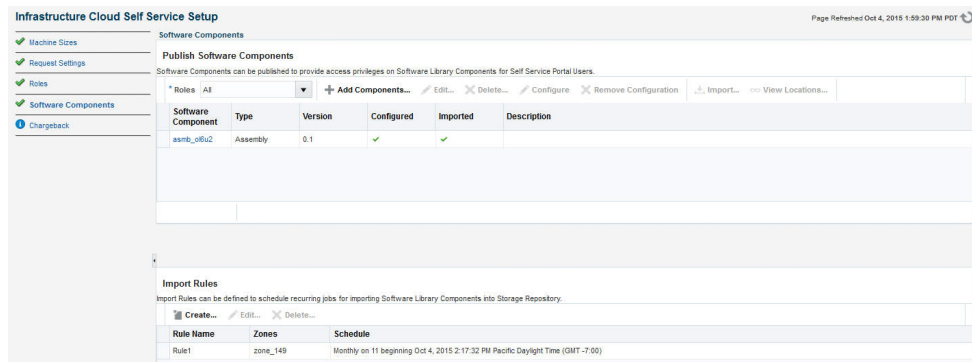 Infrastructure Cloud Self Service Setup
Page Refreshed Oct 4, 2015 1:59:30 PM PDT
Machine Sizes
Request Settings
Roles
Software Components
Chargeback
Software Components
Publish Software Components
Software Components can be published to provide access privileges on Software Library Components for Self Service Portal Users.
* Roles All Add Components... Edit... Delete... Configure Remove Configuration Import... View Locations...
Software Component Type Version Configured Imported Description
asmb_ol6u2 Assembly 0.1
Import Rules
Import Rules can be defined to schedule recurring jobs for importing Software Library Components into Storage Repository.
Create... Edit... Delete...
Rule Name Zones Schedule
Rule1 zone_149 Monthly on 11 beginning Oct 4, 2015 2:17:32 PM Pacific Daylight Time (GMT -7:00)